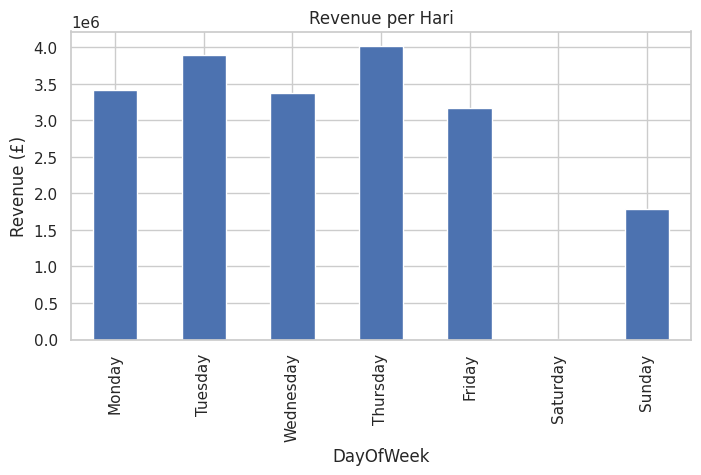 Revenue per Hari
1e6
Revenue (£)
4.0
3.5
3.0
2.5
2.0
1.5
1.0
0.5
0.0
Monday
Tuesday
Wednesday
Thursday
Friday
Saturday
Sunday
DayOfWeek